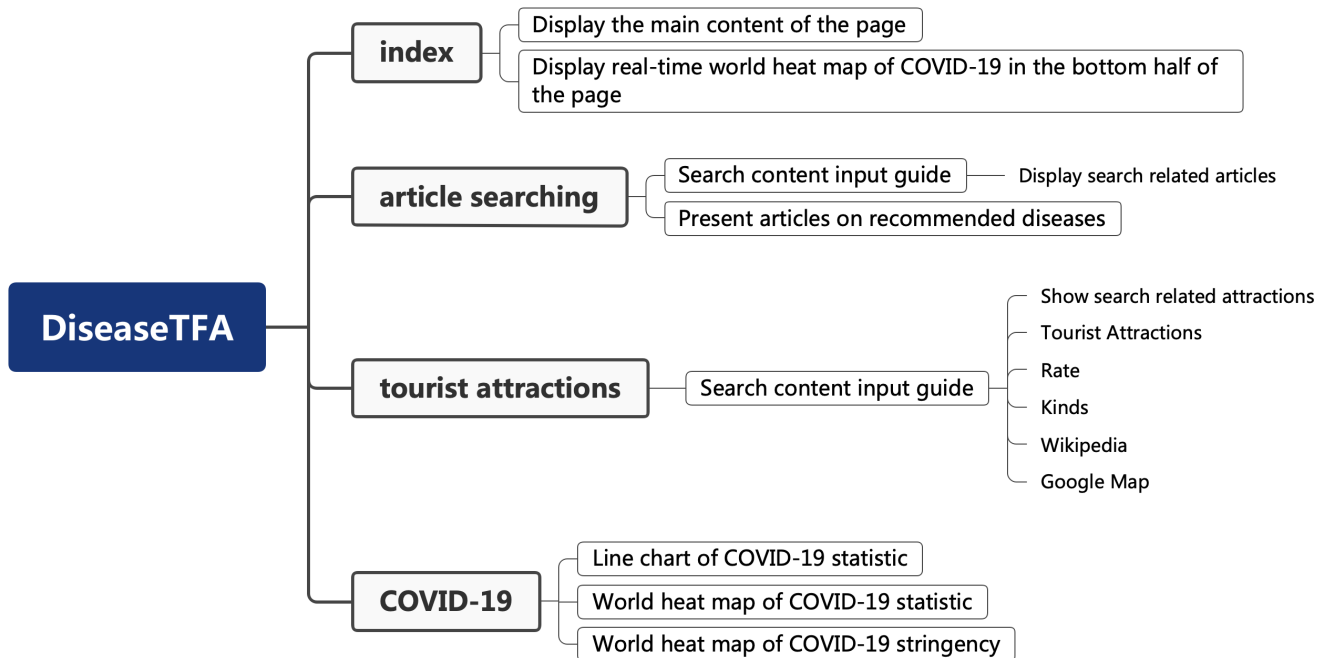 DiseaseTFA
index
Display the main content of the page
Display real-time world heat map of COVID-19 in the bottom half of
the page
article searching
Search content input guide
Display search related articles
Present articles on recommended diseases
tourist attractions
Search content input guide
Show search related attractions
Tourist Attractions
Rate
Kinds
Wikipedia
Google Map
COVID-19
Line chart of COVID-19 statistic
World heat map of COVID-19 statistic
World heat map of COVID-19 stringency